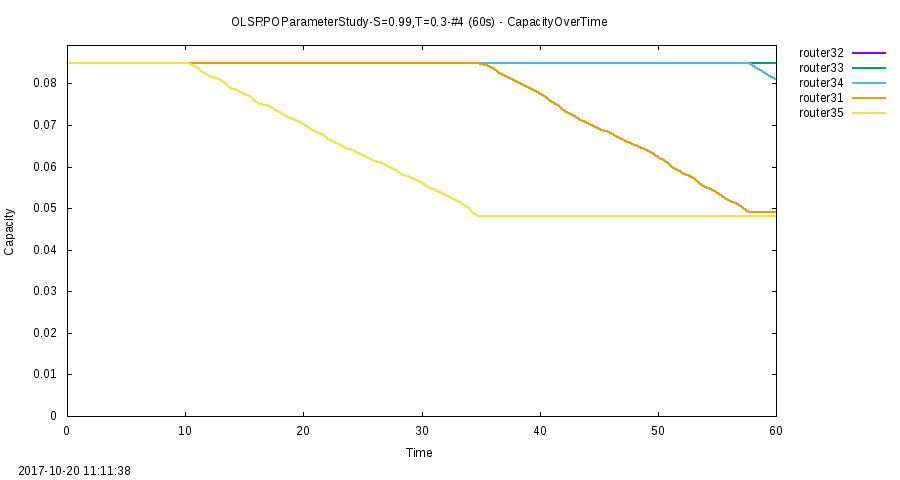 OLSRPOParameterStudy-S=0.99,T=0.3-#4 (60s) - CapacityOverTime
router32
router33
router34
router31
router35
0.08
0.07
0.06
0.05
0.04
0.03
0.02
0.01
0
Capacity
0 10 20 30 40 50 60
Time
2017-10-20 11:11:38